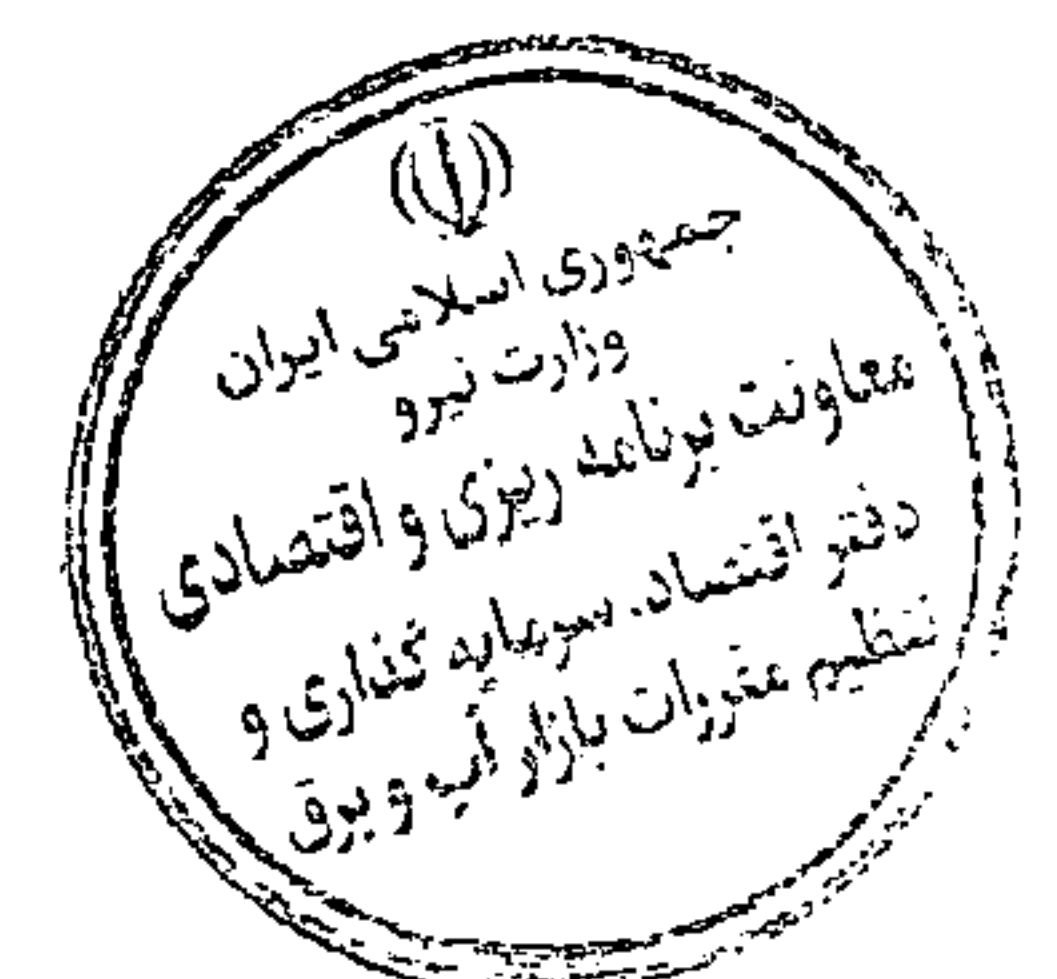 جمهوری اسلامی ایران
وزارت نیرو
معاونت برنامه ریزی و اقتصادی
دفتر اقتصاد، سرمایه گذاری و
تنظیم مقررات بازار آب و برق